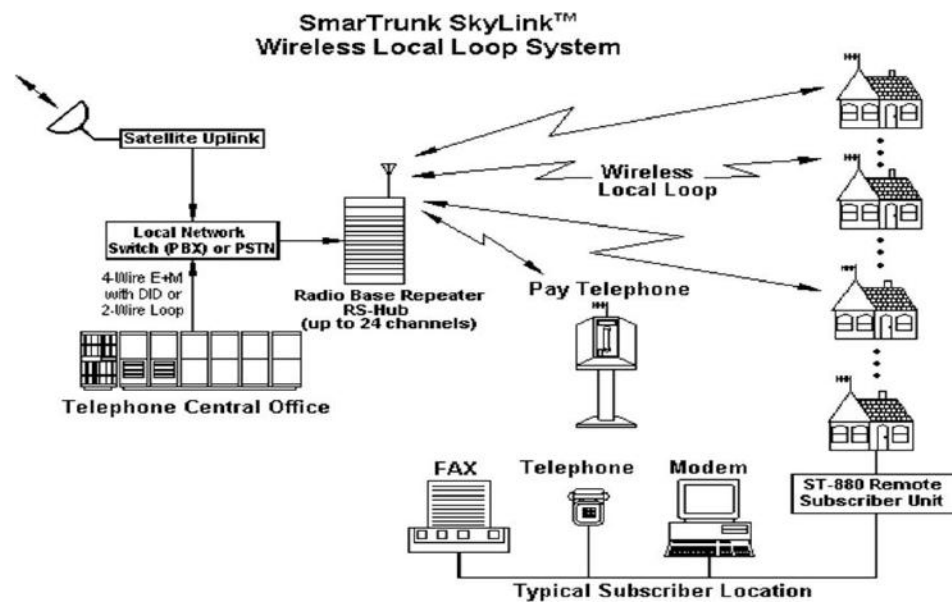 SmarTrunk SkyLink™
Wireless Local Loop System
Satellite Uplink
Local Network
Switch (PBX) or PSTN
4-Wire E+M
with DID or
2-Wire Loop
Telephone Central Office
Radio Base Repeater
RS-Hub
(up to 24 channels)
Wireless
Local Loop
Pay Telephone
FAX
Telephone
Modem
ST-880 Remote
Subscriber Unit
Typical Subscriber Location